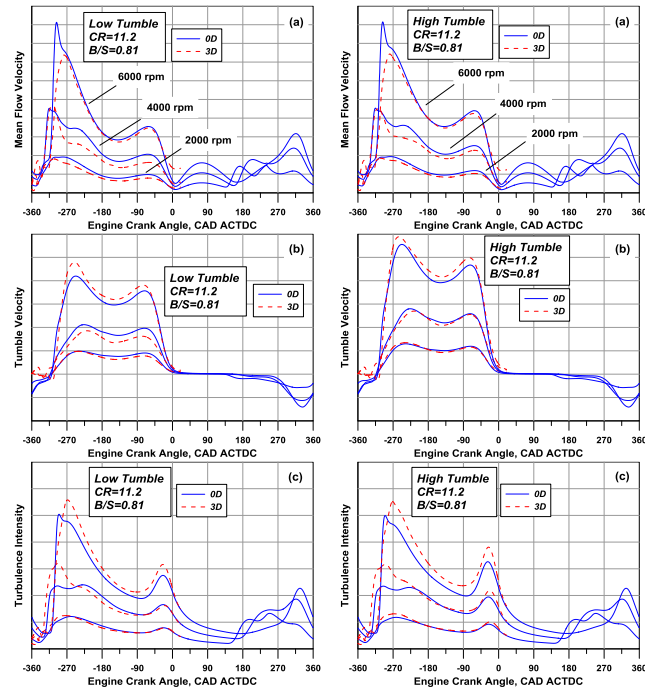 (a)
Low Tumble
CR=11.2
B/S=0.81
0D
3D
6000 rpm
4000 rpm
2000 rpm
Mean Flow Velocity
-360 -270 -180 -90 0 90 180 270 360
Engine Crank Angle, CAD ACTDC
(a)
High Tumble
CR=11.2
B/S=0.81
0D
3D
6000 rpm
4000 rpm
2000 rpm
Mean Flow Velocity
-360 -270 -180 -90 0 90 180 270 360
Engine Crank Angle, CAD ACTDC
(b)
Low Tumble
CR=11.2
B/S=0.81
0D
3D
Tumble Velocity
-360 -270 -180 -90 0 90 180 270 360
Engine Crank Angle, CAD ACTDC
(b)
High Tumble
CR=11.2
B/S=0.81
0D
3D
Tumble Velocity
-360 -270 -180 -90 0 90 180 270 360
Engine Crank Angle, CAD ACTDC
(c)
Low Tumble
CR=11.2
B/S=0.81
0D
3D
Turbulence Intensity
-360 -270 -180 -90 0 90 180 270 360
Engine Crank Angle, CAD ACTDC
(c)
High Tumble
CR=11.2
B/S=0.81
0D
3D
Turbulence Intensity
-360 -270 -180 -90 0 90 180 270 360
Engine Crank Angle, CAD ACTDC